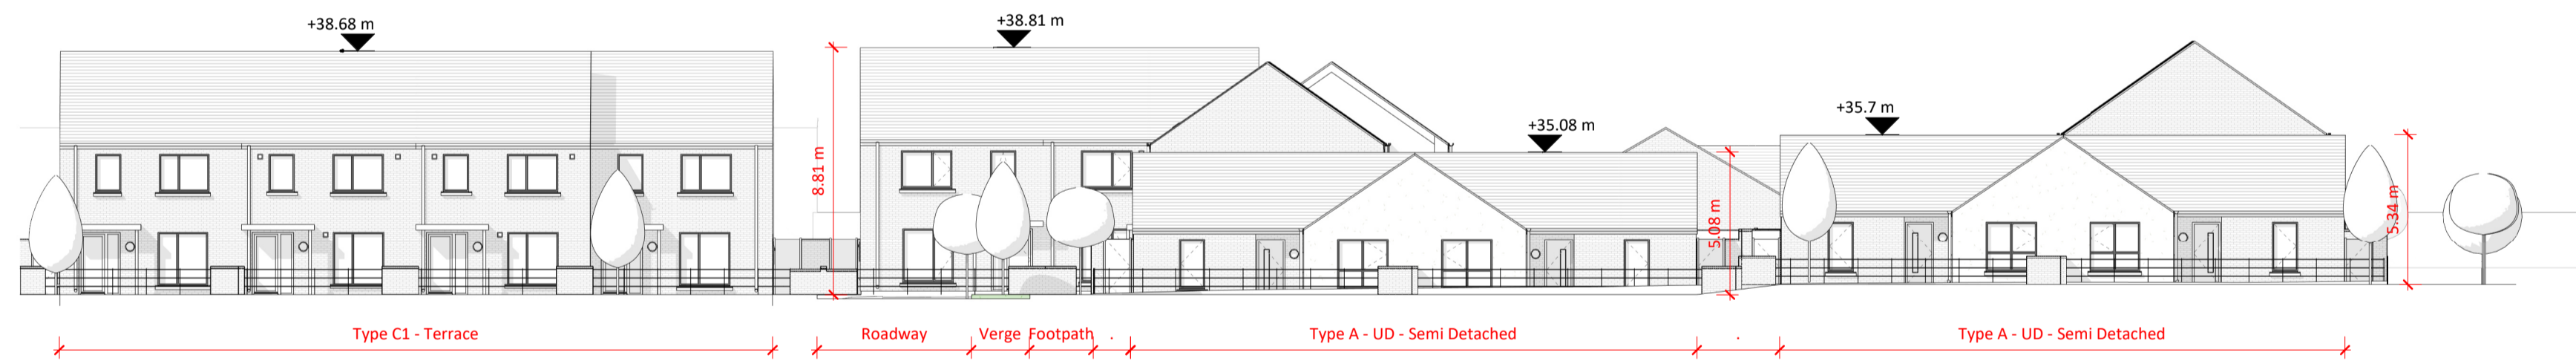 +38.68 m
+38.81 m
+35.08 m
+35.7 m
8.81 m
5.08 m
5.34 m
Type C1 - Terrace
Roadway
Verge
Footpath
.
Type A - UD - Semi Detached
.
Type A - UD - Semi Detached